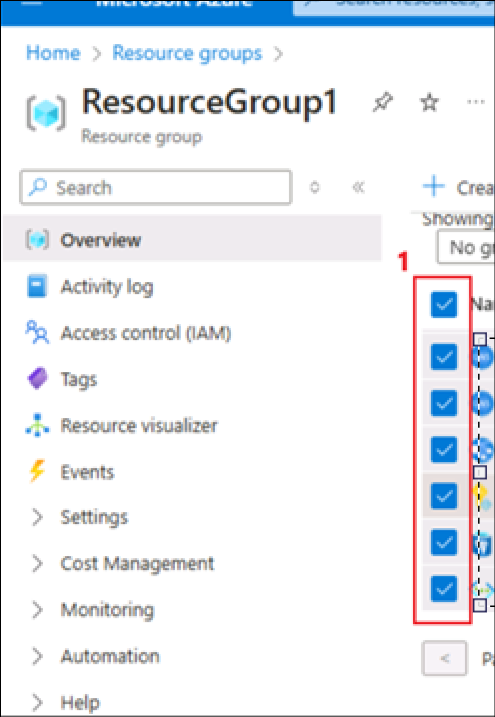 Microsoft Azure
Search resources, s
Home > Resource groups >
ResourceGroup1
Resource group
Search
Crea
Showing
Overview
No gr
Activity log
1
Na
Access control (IAM)
Tags
Resource visualizer
Events
Settings
Cost Management
Monitoring
Automation
< Pa
Help